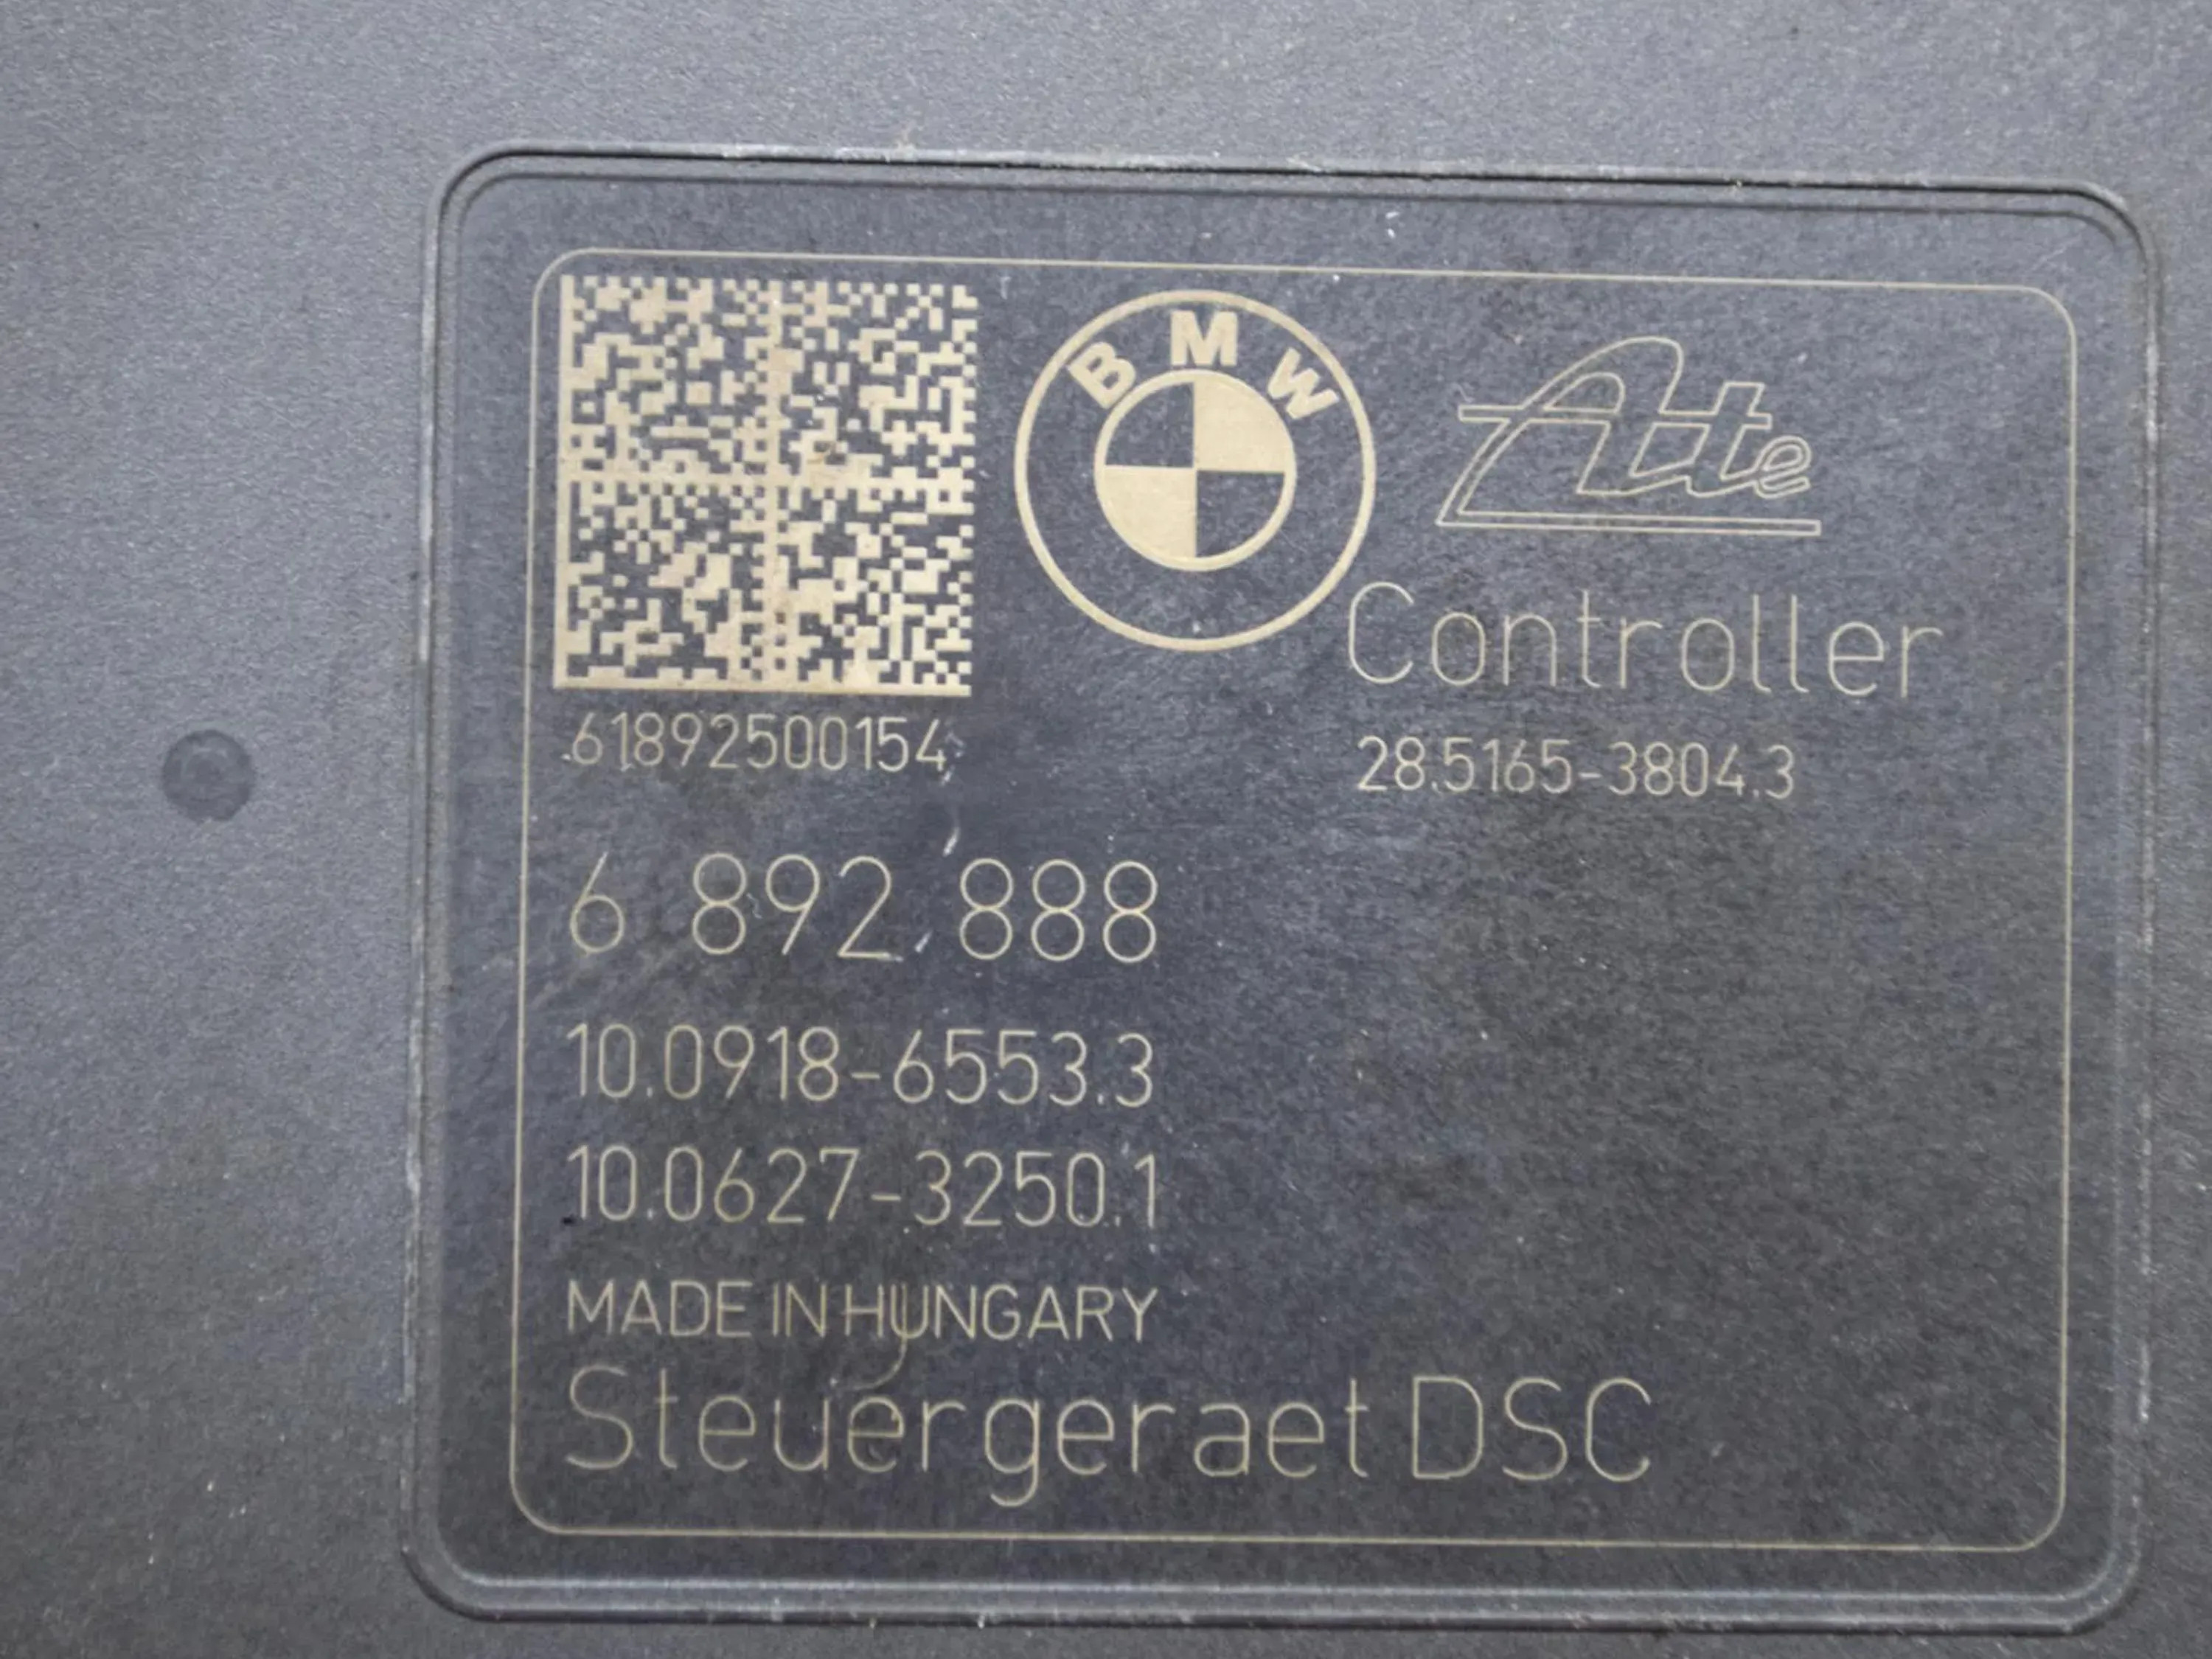 BMW
Ate
Controller
61892500154
28.5165-3804.3
6 892 888
10.0918-6553.3
10.0627-3250.1
MADE IN HUNGARY
Steuergeraet DSC